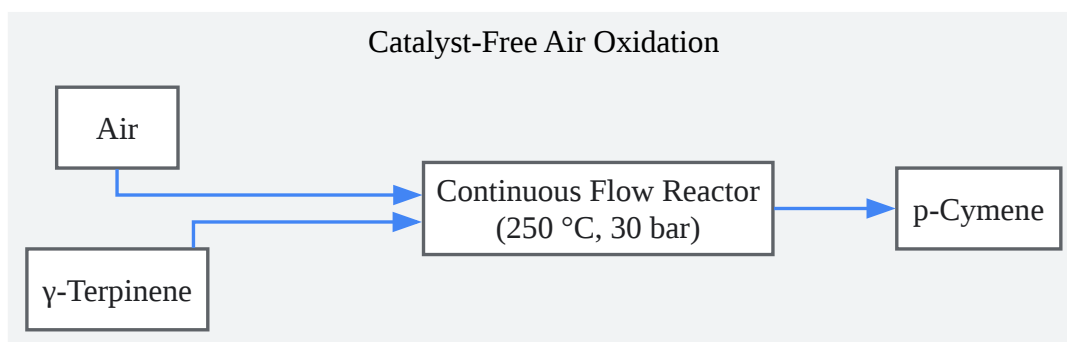 Catalyst-Free Air Oxidation
Air
γ-Terpinene
Continuous Flow Reactor
(250 °C, 30 bar)
p-Cymene